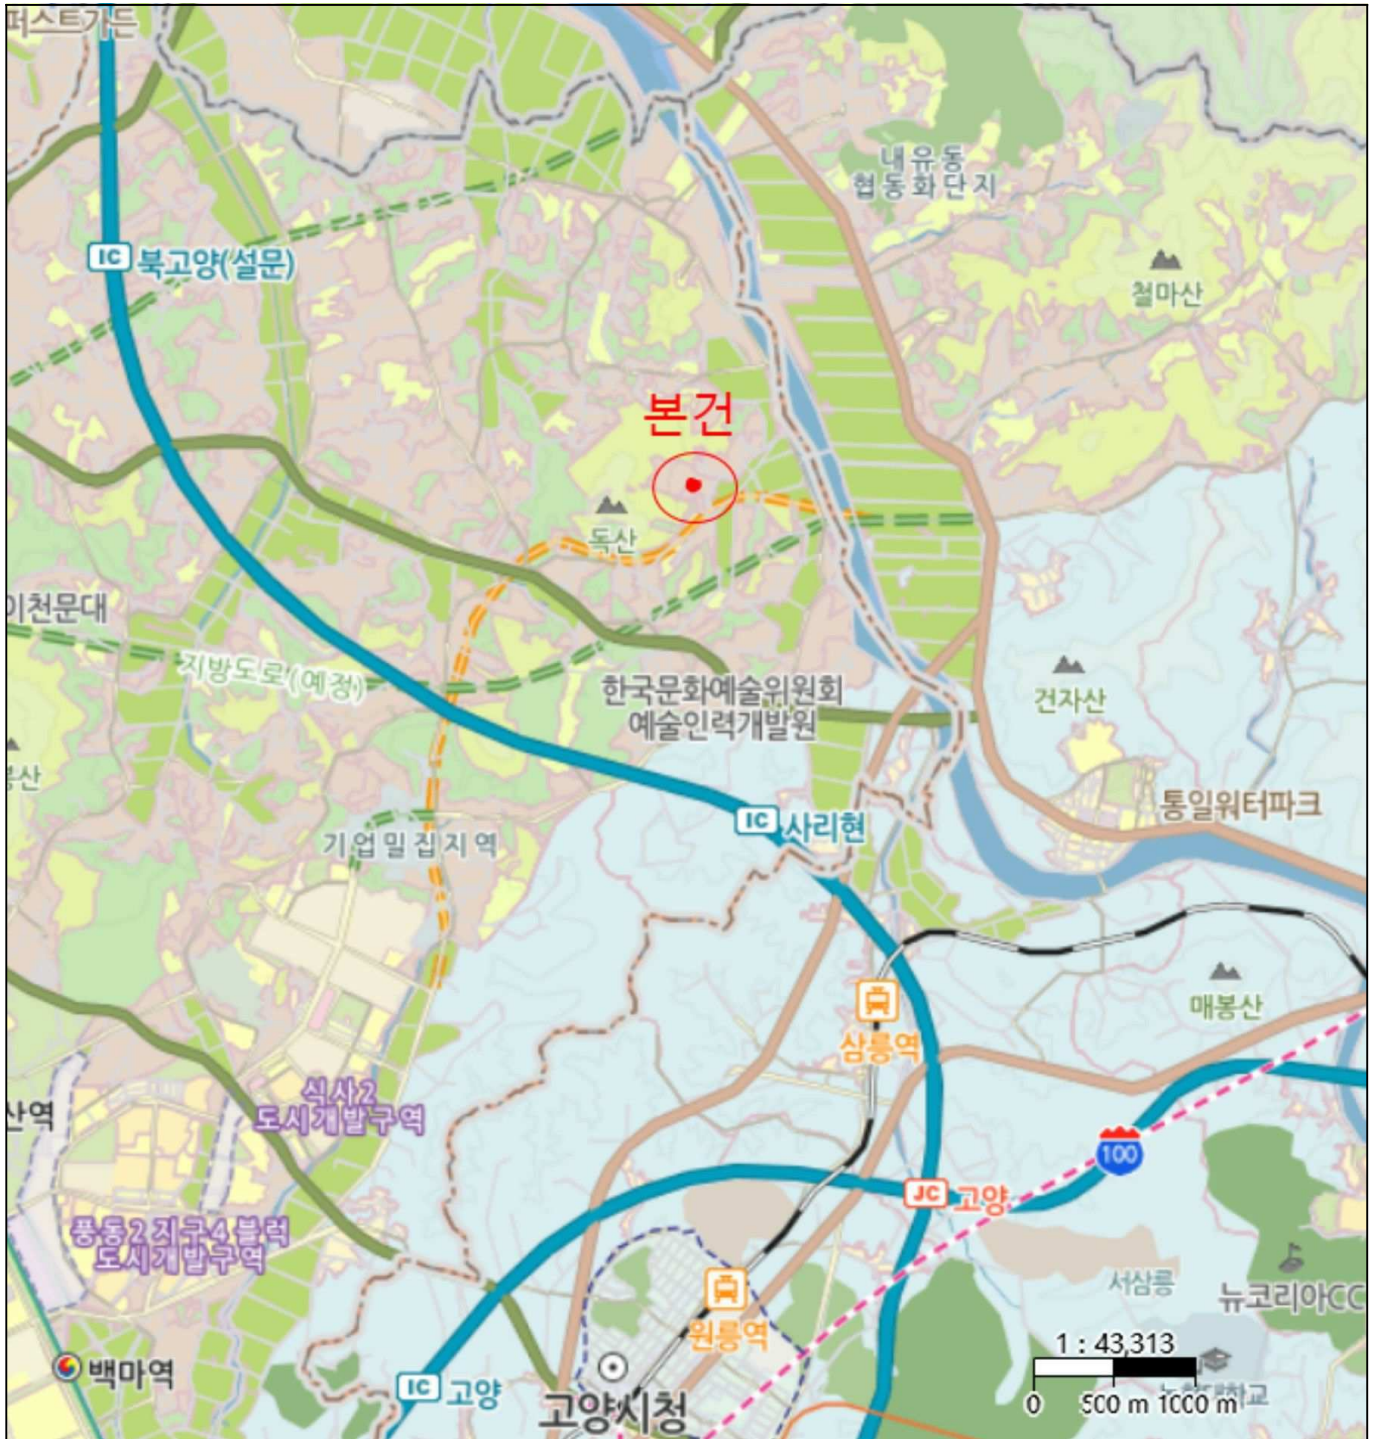 퍼스트가든
내유동
협동화단지
IC 북고양(설문)
철마산
본건
독산
이천문대
지방도로(예정)
한국문화예술위원회
예술인력개발원
건자산
산
IC 사리현
통일워터파크
기업밀집지역
매봉산
삼릉역
식사2
도시개발구역
산역
100
JC 고양
풍동2지구4블럭
도시개발구역
서삼릉
뉴코리아CC
원릉역
1 : 43,313
백마역
IC 고양
고양시청
0 500 m 1000 m